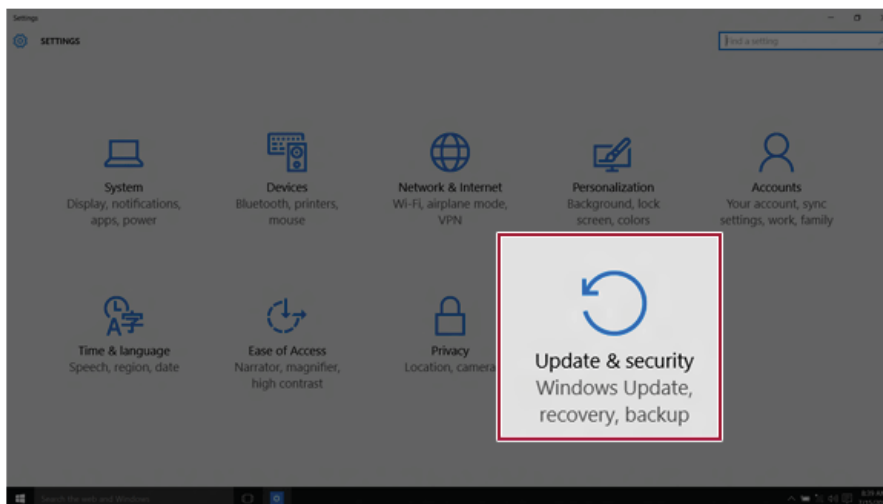 Settings
SETTINGS
Find a setting
System
Display, notifications,
apps, power
Devices
Bluetooth, printers,
mouse
Network & Internet
Wi-Fi, airplane mode,
VPN
Personalization
Background, lock
screen, colors
Accounts
Your account, sync
settings, work, family
Time & language
Speech, region, date
Ease of Access
Narrator, magnifier,
high contrast
Privacy
Location, camera
Update & security
Windows Update,
recovery, backup
Search the web and Windows